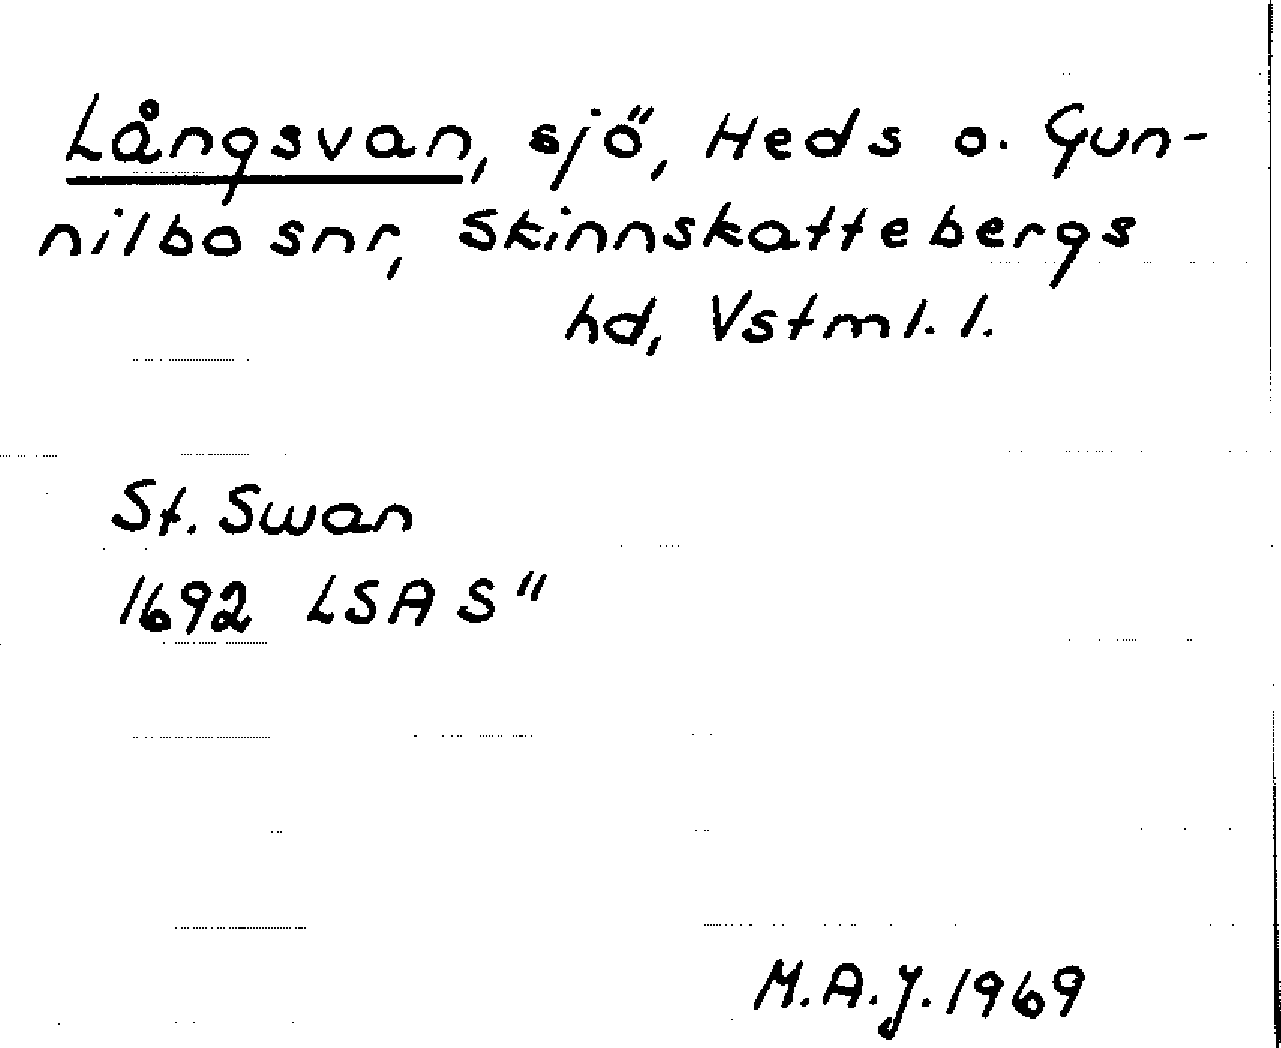 Långsvan, sjö, Heds o. Gun-
nilbo snr, Skinnskattebergs
hd, Vstml. l.
St. Swan
1692 LSA S"
M.A.J. 1969